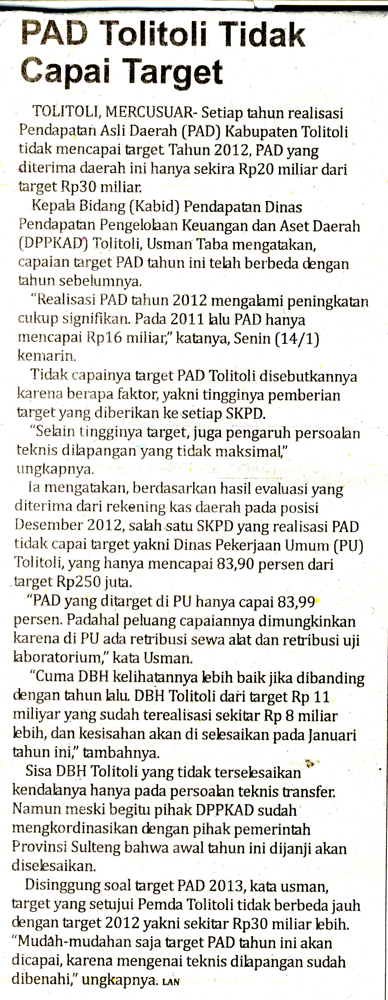 PAD Tolitoli Tidak
Capai Target
TOLITOLI, MERCUSUAR- Setiap tahun realisasi
Pendapatan Asli Daerah (PAD) Kabupaten Tolitoli
tidak mencapai target. Tahun 2012, PAD yang
diterima daerah ini hanya sekira Rp20 miliar dari
target Rp30 miliar.
Kepala Bidang (Kabid) Pendapatan Dinas
Pendapatan Pengelolaan Keuangan dan Aset Daerah
(DPPKAD) Tolitoli, Usman Taba mengatakan,
capaian target PAD tahun ini telah berbeda dengan
tahun sebelumnya.
“Realisasi PAD tahun 2012 mengalami peningkatan
cukup signifikan. Pada 2011 lalu PAD hanya
mencapai Rp16 miliar,” katanya, Senin (14/1)
kemarin.
Tidak capainya target PAD Tolitoli disebutkannya
karena berapa faktor, yakni tingginya pemberian
target yang diberikan ke setiap SKPD.
“Selain tingginya target, juga pengaruh persoalan
teknis dilapangan yang tidak maksimal,”
ungkapnya.
Ia mengatakan, berdasarkan hasil evaluasi yang
diterima dari rekening kas daerah pada posisi
Desember 2012, salah satu SKPD yang realisasi PAD
tidak capai target yakni Dinas Pekerjaan Umum (PU)
Tolitoli, yang hanya mencapai 83,90 persen dari
target Rp250 juta.
“PAD yang ditarget di PU hanya capai 83,99
persen. Padahal peluang capaiannya dimungkinkan
karena di PU ada retribusi sewa alat dan retribusi uji
laboratorium,” kata Usman.
“Cuma DBH kelihatannya lebih baik jika dibanding
dengan tahun lalu. DBH Tolitoli dari target Rp 11
miliyar yang sudah terealisasi sekitar Rp 8 miliar
lebih, dan kesisahan akan di selesaikan pada Januari
tahun ini,” tambahnya.
Sisa DBH Tolitoli yang tidak terselesaikan
kendalanya hanya pada persoalan teknis transfer.
Namun meski begitu pihak DPPKAD sudah
mengkordinasikan dengan pihak pemerintah
Provinsi Sulteng bahwa awal tahun ini dijanji akan
diselesaikan.
Disinggung soal target PAD 2013, kata usman,
target yang setujui Pemda Tolitoli tidak berbeda jauh
dengan target 2012 yakni sekitar Rp30 miliar lebih.
“Mudah-mudahan saja target PAD tahun ini akan
dicapai, karena mengenai teknis dilapangan sudah
dibenahi,” ungkapnya. LAN